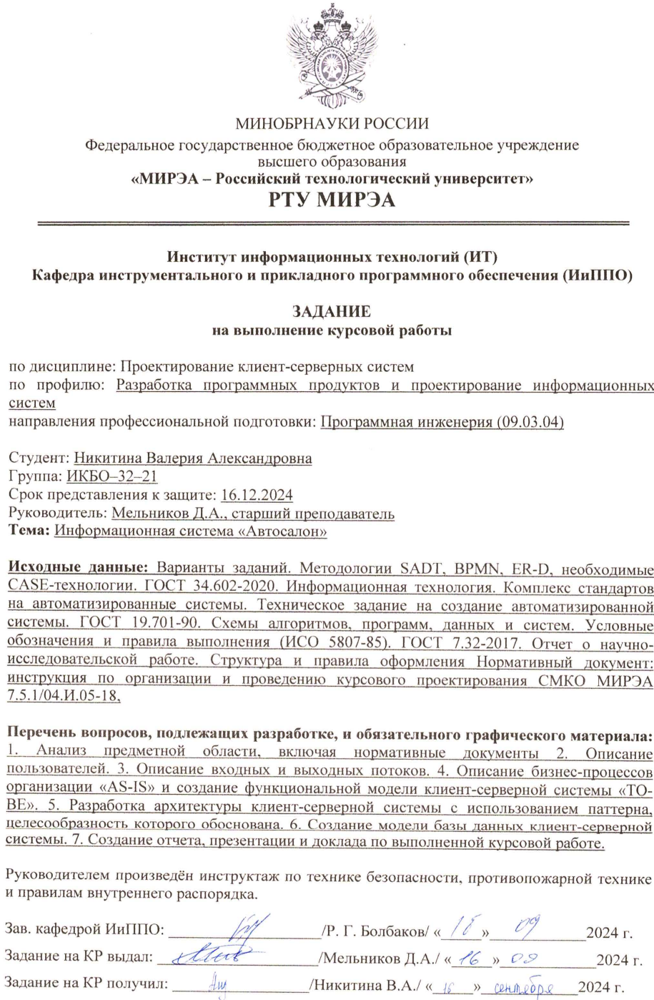 МИНОБРНАУКИ РОССИИ
Федеральное государственное бюджетное образовательное учреждение
высшего образования
«МИРЭА – Российский технологический университет»
РТУ МИРЭА
Институт информационных технологий (ИТ)
Кафедра инструментального и прикладного программного обеспечения (ИиППО)
ЗАДАНИЕ
на выполнение курсовой работы
по дисциплине: Проектирование клиент-серверных систем
по профилю: Разработка программных продуктов и проектирование информационных
систем
направления профессиональной подготовки: Программная инженерия (09.03.04)
Студент: Никитина Валерия Александровна
Группа: ИКБО–32–21
Срок представления к защите: 16.12.2024
Руководитель: Мельников Д.А., старший преподаватель
Тема: Информационная система «Автосалон»
Исходные данные: Варианты заданий. Методологии SADT, BPMN, ER-D, необходимые
CASE-технологии. ГОСТ 34.602-2020. Информационная технология. Комплекс стандартов
на автоматизированные системы. Техническое задание на создание автоматизированной
системы. ГОСТ 19.701-90. Схемы алгоритмов, программ, данных и систем. Условные
обозначения и правила выполнения (ИСО 5807-85). ГОСТ 7.32-2017. Отчет о научно-
исследовательской работе. Структура и правила оформления Нормативный документ:
инструкция по организации и проведению курсового проектирования СМКО МИРЭА
7.5.1/04.И.05-18,
Перечень вопросов, подлежащих разработке, и обязательного графического материала:
1. Анализ предметной области, включая нормативные документы 2. Описание
пользователей. 3. Описание входных и выходных потоков. 4. Описание бизнес-процессов
организации «AS-IS» и создание функциональной модели клиент-серверной системы «TO-
BE». 5. Разработка архитектуры клиент-серверной системы с использованием паттерна,
целесообразность которого обоснована. 6. Создание модели базы данных клиент-серверной
системы. 7. Создание отчета, презентации и доклада по выполненной курсовой работе.
Руководителем произведён инструктаж по технике безопасности, противопожарной технике
и правилам внутреннего распорядка.
Зав. кафедрой ИиППО: /Р. Г. Болбаков/ «16» 09 2024 г.
Задание на КР выдал: /Мельников Д.А./ «16» 09 2024 г.
Задание на КР получил: /Никитина В.А./ «16» сентября 2024 г.